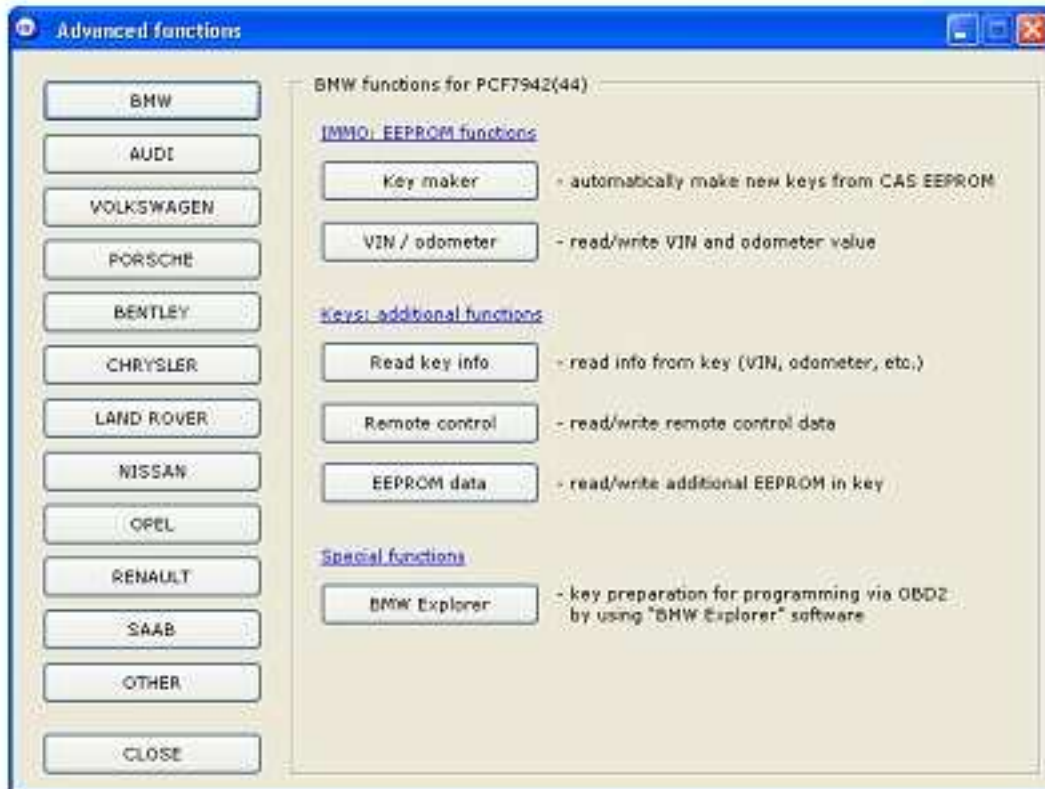 Advanced functions
BMW
AUDI
VOLKSWAGEN
PORSCHE
BENTLEY
CHRYSLER
LAND ROVER
NISSAN
OPEL
RENAULT
SAAB
OTHER
CLOSE
BMW functions for PCF7942(44)
IMMO: EEPROM functions
Key maker - automatically make new keys from CAS EEPROM
VIN / odometer - read/write VIN and odometer value
Keys: additional functions
Read key info - read info from key (VIN, odometer, etc.)
Remote control - read/write remote control data
EEPROM data - read/write additional EEPROM in key
Special functions
BMW Explorer - key preparation for programming via OBD2
by using "BMW Explorer" software